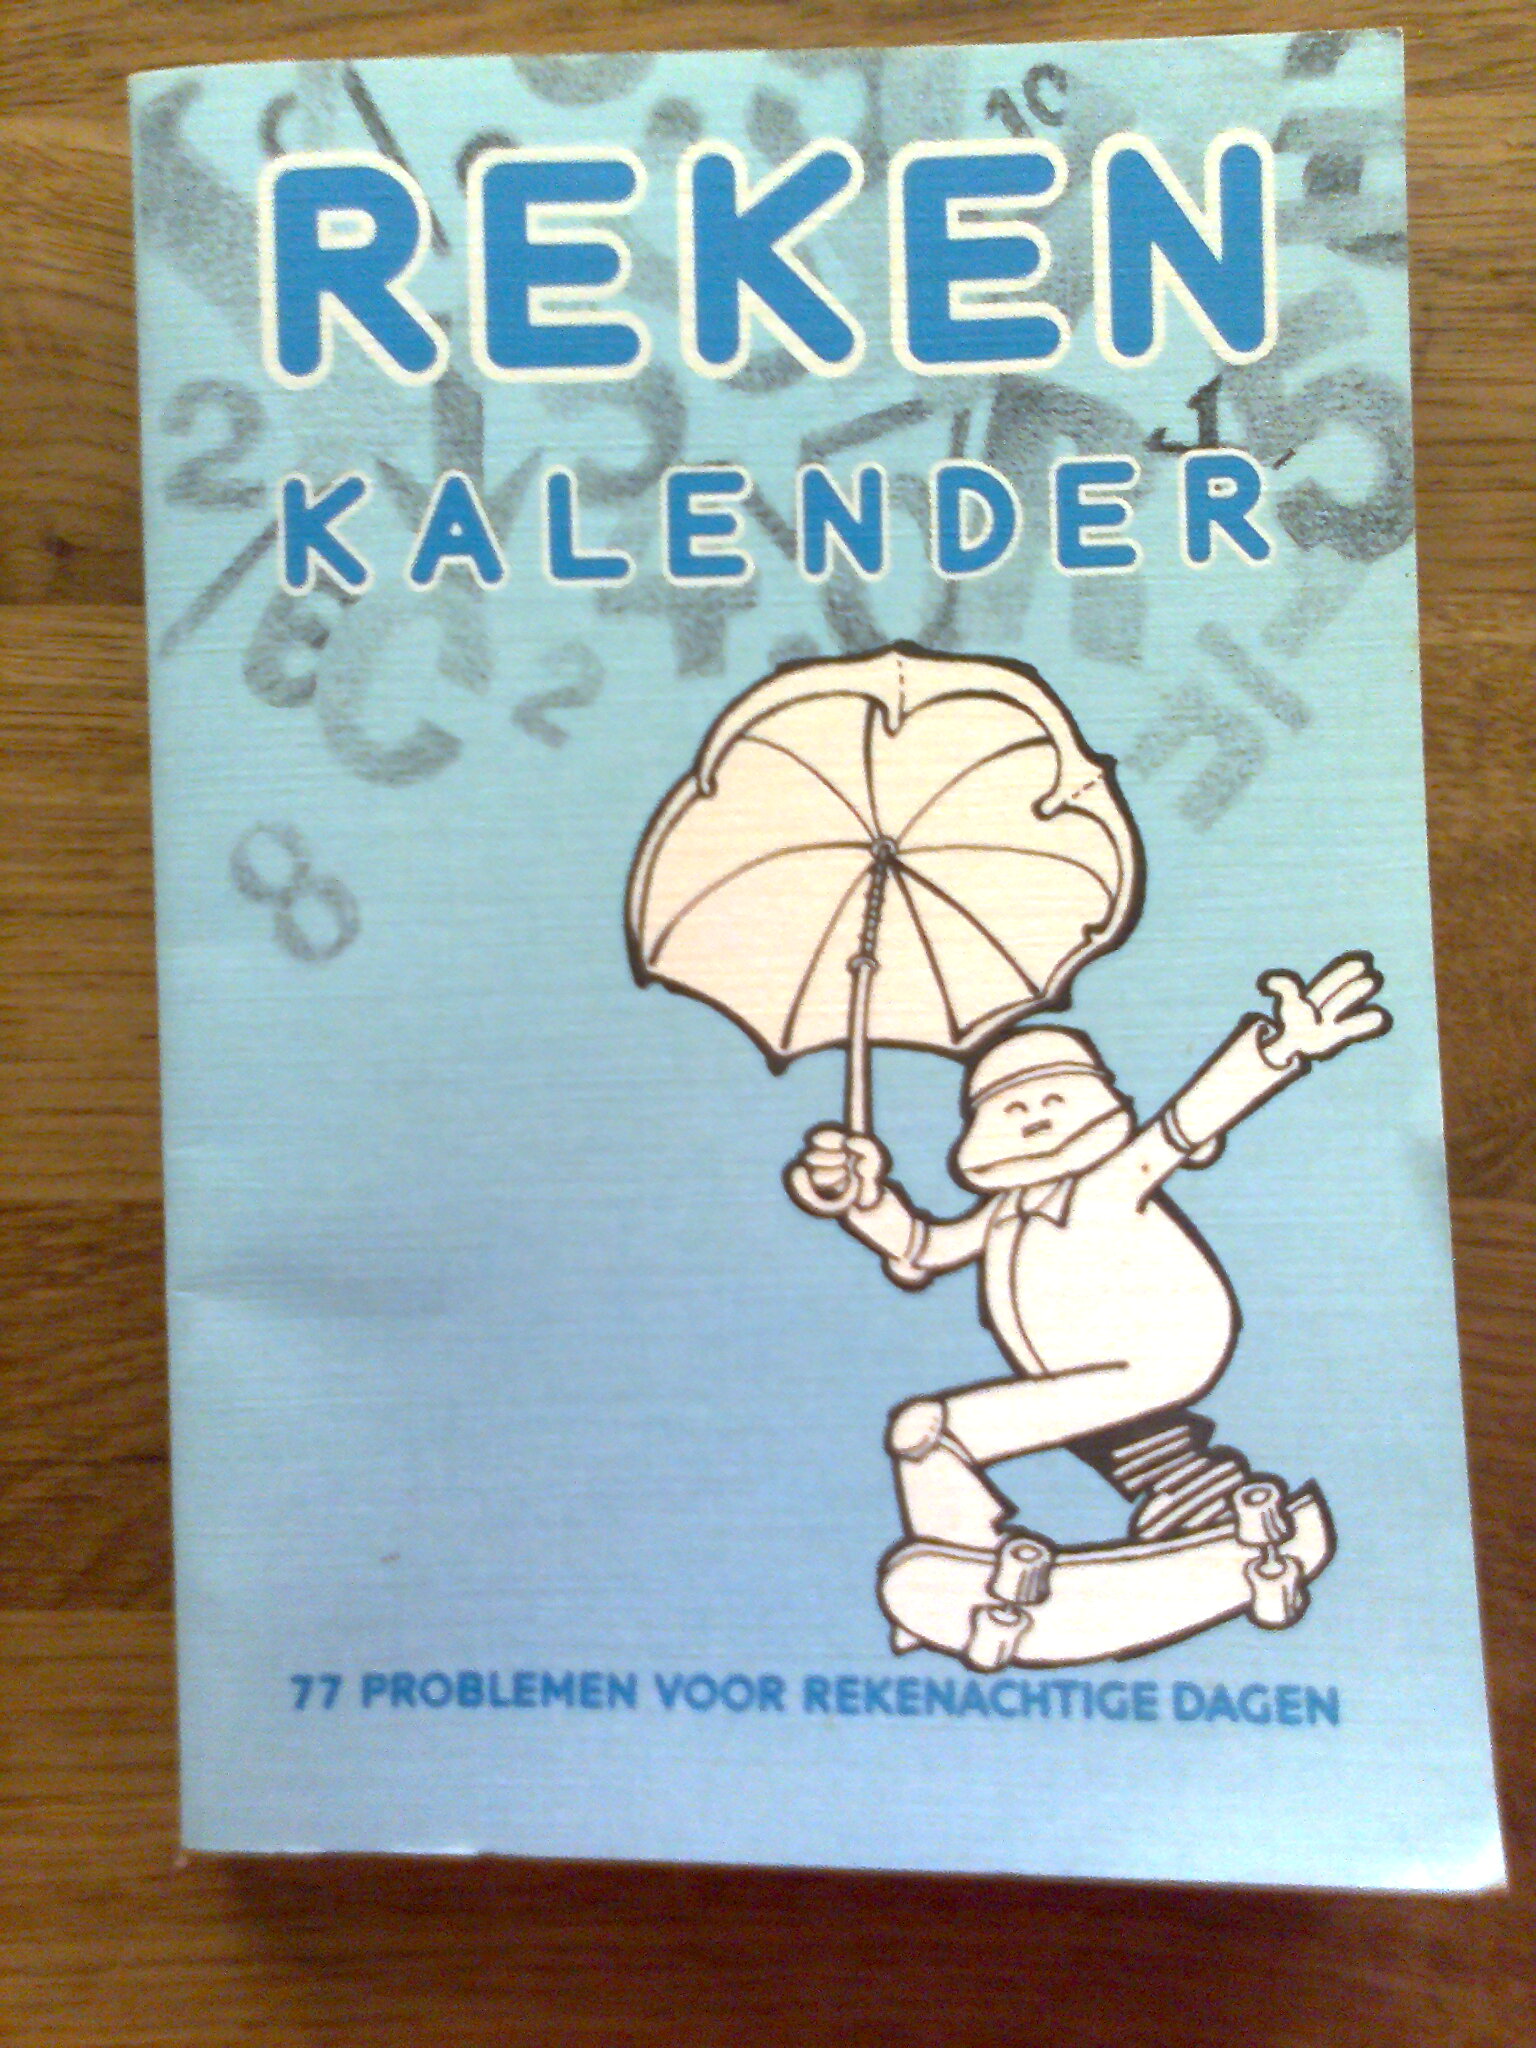 REKEN
KALENDER
77 PROBLEMEN VOOR REKENACHTIGE DAGEN